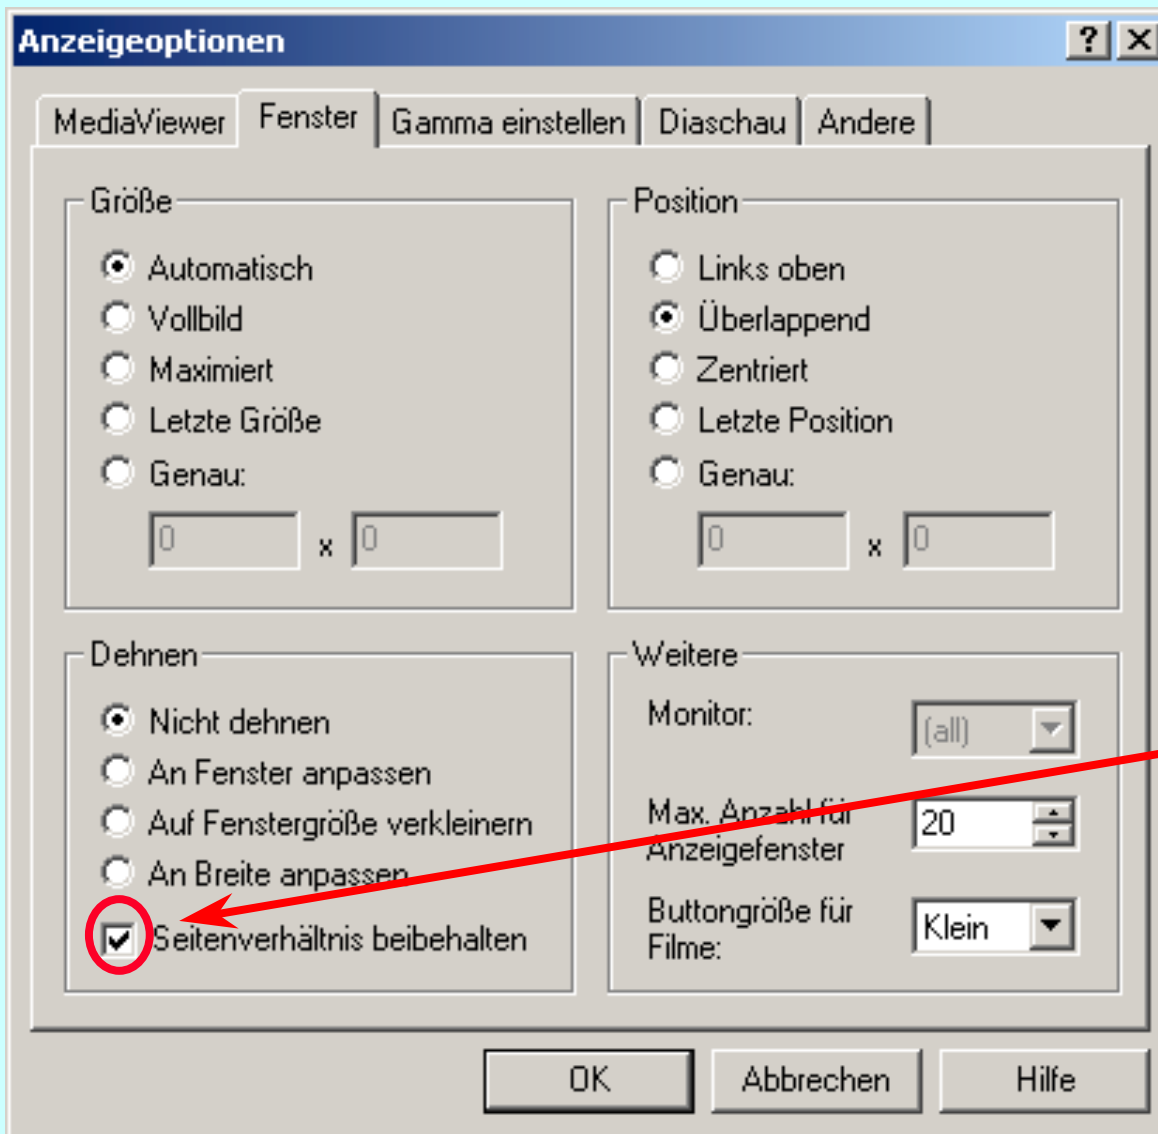 Anzeigeoptionen
MediaViewer Fenster Gamma einstellen Diaschau Andere
Größe
Automatisch
Vollbild
Maximiert
Letzte Größe
Genau:
0 x 0
Position
Links oben
Überlappend
Zentriert
Letzte Position
Genau:
0 x 0
Dehnen
Nicht dehnen
An Fenster anpassen
Auf Fenstergröße verkleinern
An Breite anpassen
Seitenverhältnis beibehalten
Weitere
Monitor: (all)
Max. Anzahl für
Anzeigefenster 20
Buttongröße für
Filme: Klein
OK Abbrechen Hilfe